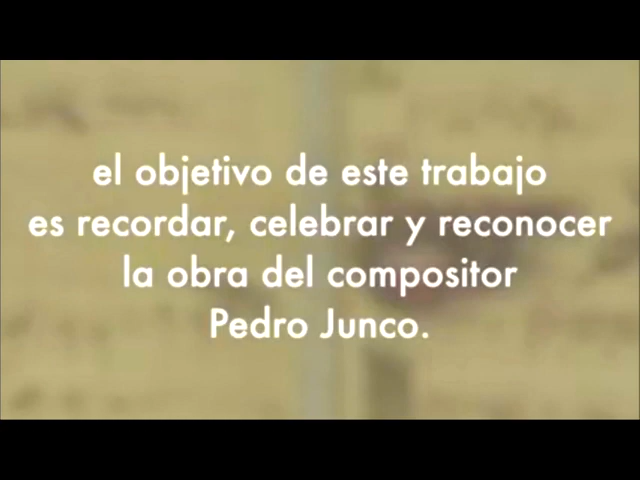 el objetivo de este trabajo
es recordar, celebrar y reconocer
la obra del compositor
Pedro Junco.